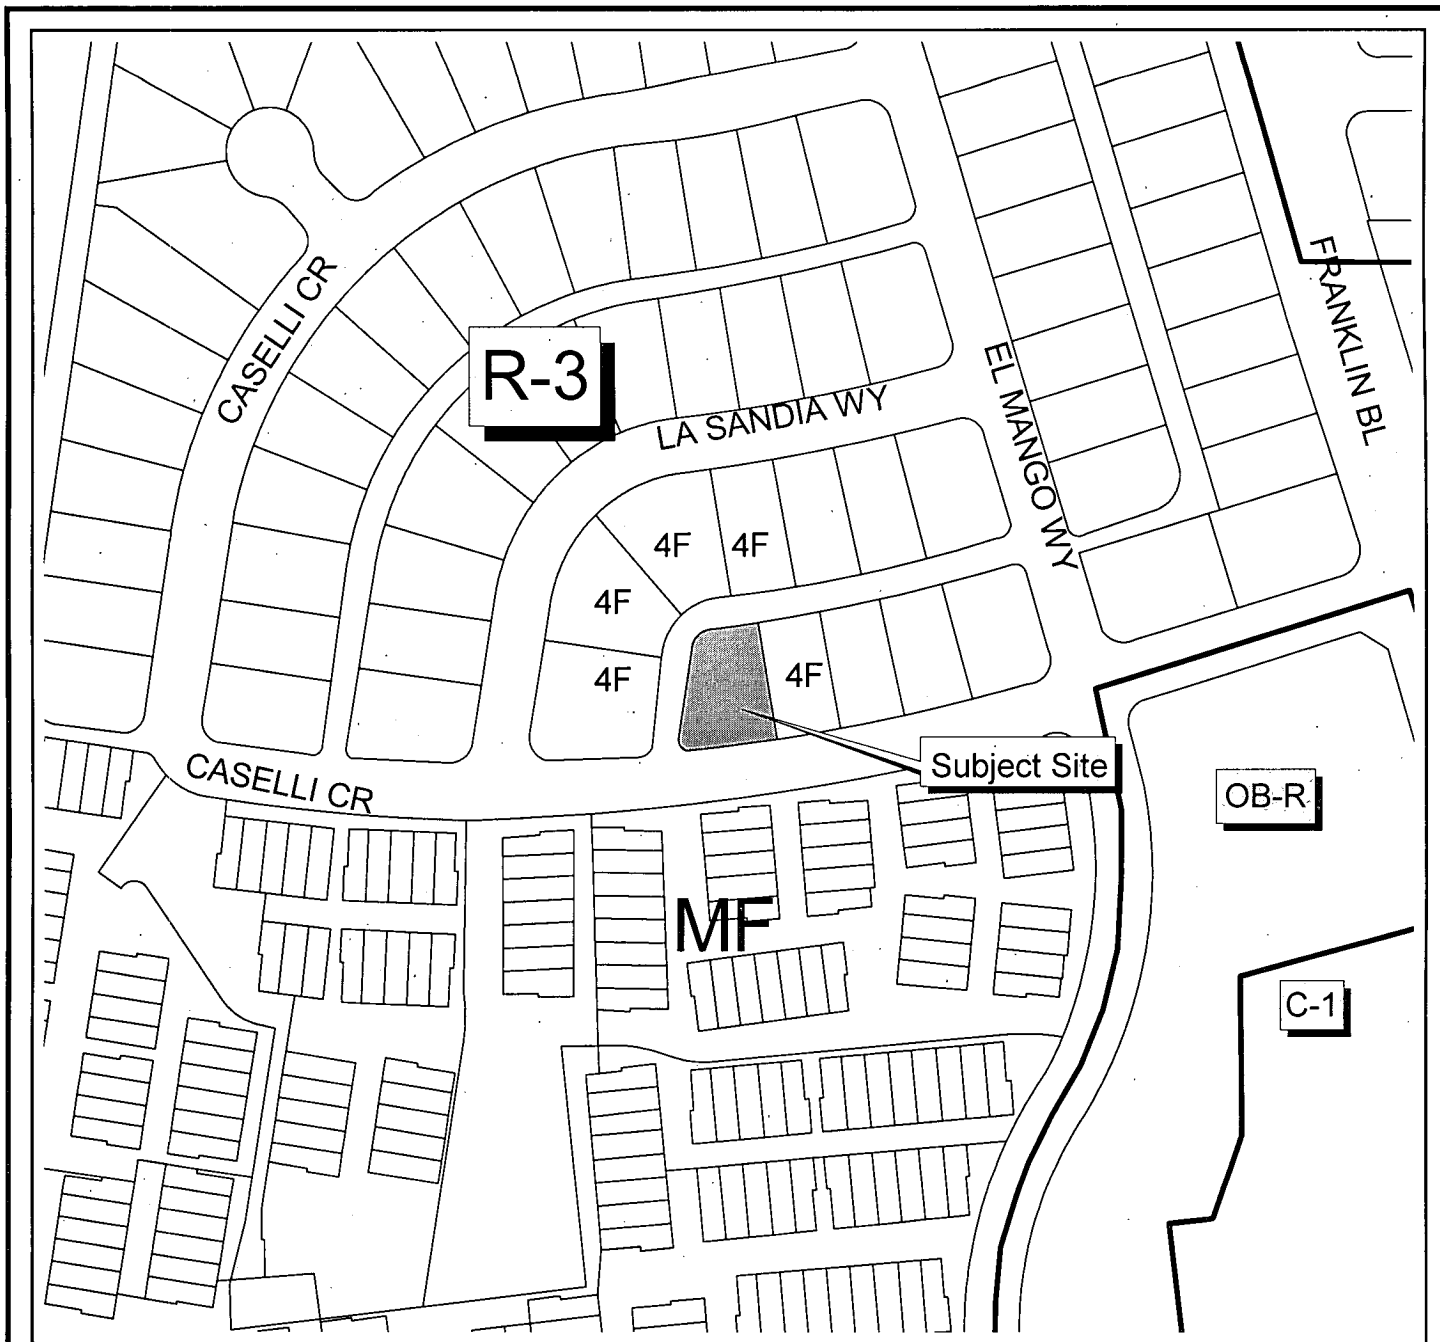 CASELLI CR
FRANKLIN BL
R-3
LA SANDIA WY
EL MANGO WY
4F
4F
4F
4F
4F
CASELLI CR
Subject Site
OB-R
MF
C-1